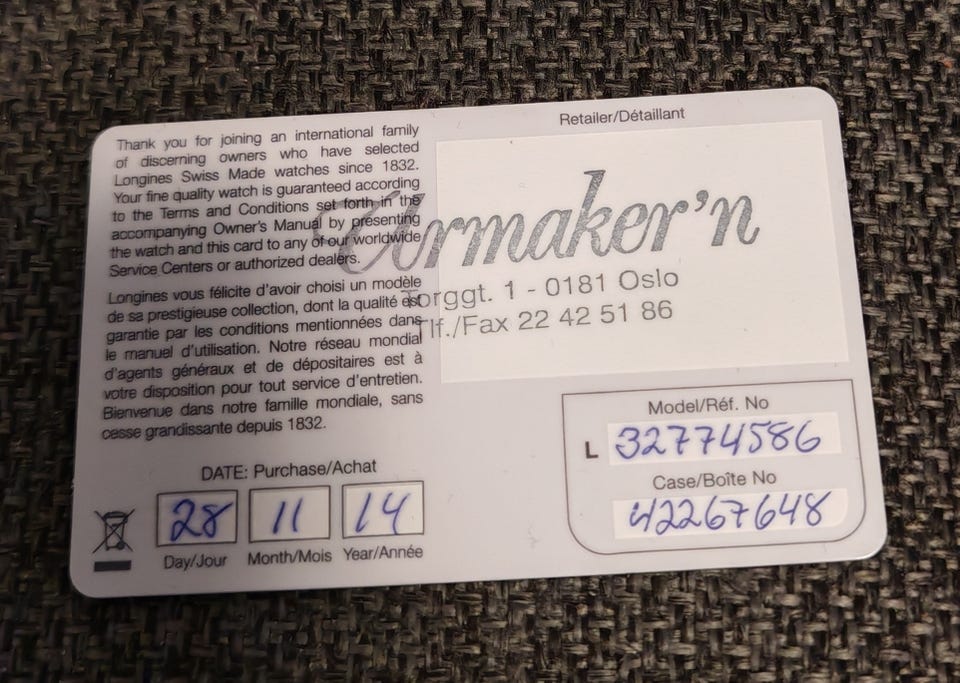 Thank you for joining an international family
of discerning owners who have selected
Longines Swiss Made watches since 1832.
Your fine quality watch is guaranteed according
to the Terms and Conditions set forth in the
accompanying Owner's Manual by presenting
the watch and this card to any of our worldwide
Service Centers or authorized dealers.
Longines vous félicite d'avoir choisi un modèle
de sa prestigieuse collection, dont la qualité est
garantie par les conditions mentionnées dans
le manuel d'utilisation. Notre réseau mondial
d'agents généraux et de dépositaires est à
votre disposition pour tout service d'entretien.
Bienvenue dans notre famille mondiale, sans
cesse grandissante depuis 1832.
Retailer/Détaillant
Urmaker'n
Torggt. 1 - 0181 Oslo
Tlf./Fax 22 42 51 86
DATE: Purchase/Achat
28 11 14
Day/Jour Month/Mois Year/Année
Model/Réf. No
L 32774586
Case/Boîte No
42267648